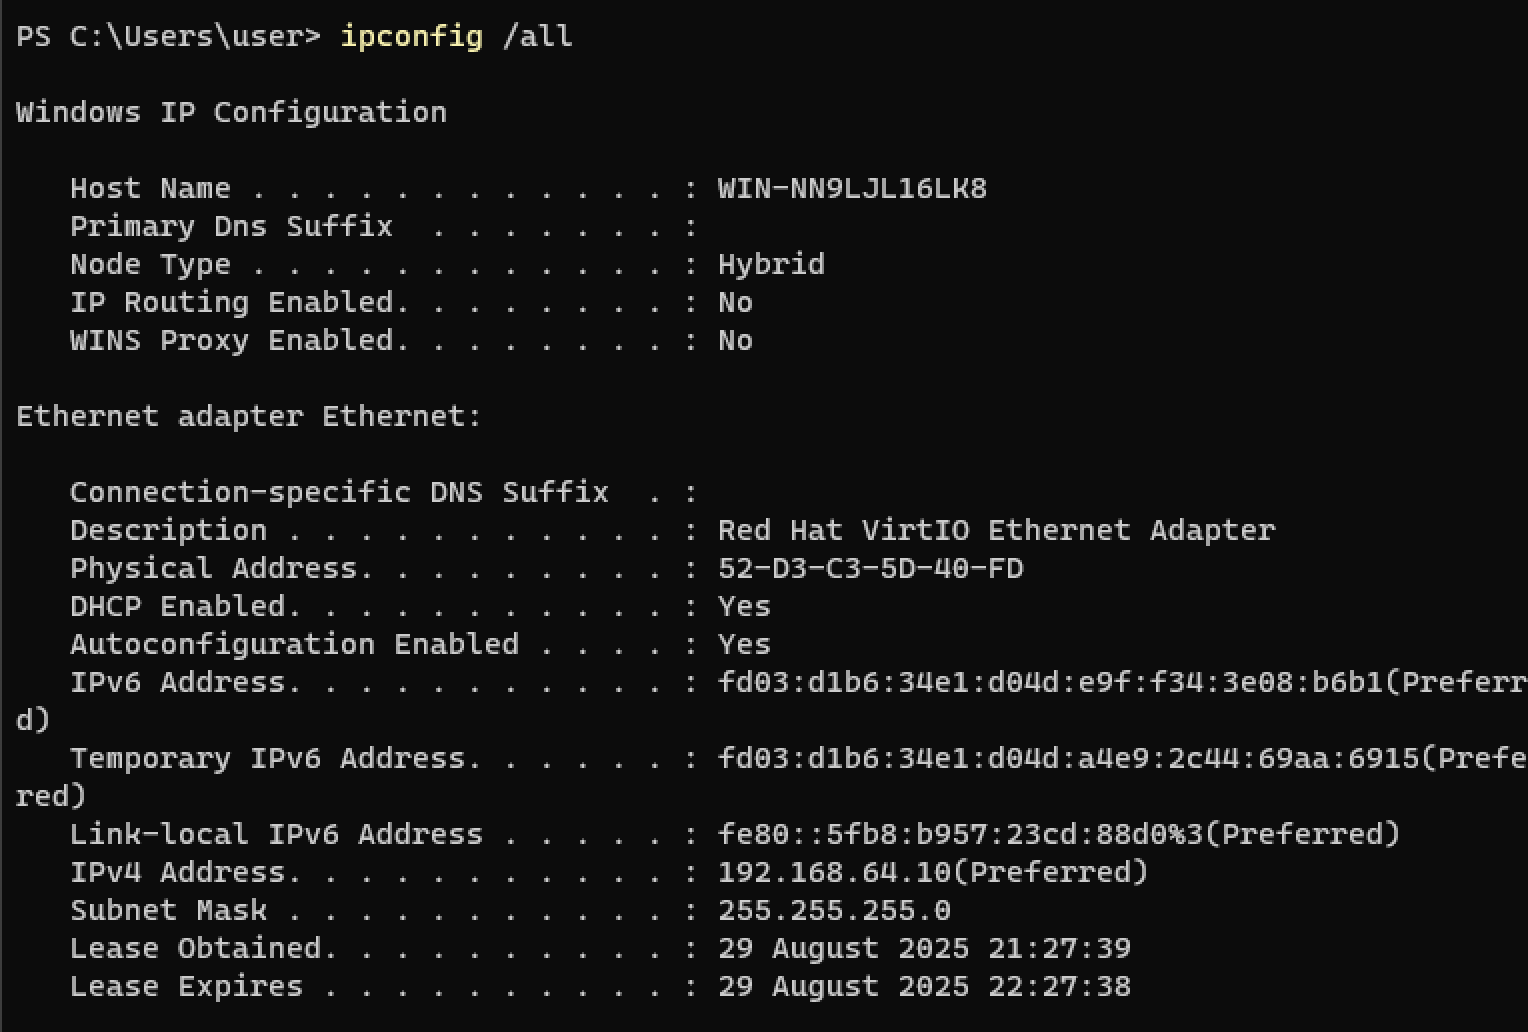 PS C:\Users\user> ipconfig /all
Windows IP Configuration
Host Name . . . . . . . . . . . . : WIN-NN9LJL16LK8
Primary Dns Suffix  . . . . . . . :
Node Type . . . . . . . . . . . . : Hybrid
IP Routing Enabled. . . . . . . . : No
WINS Proxy Enabled. . . . . . . . : No
Ethernet adapter Ethernet:
Connection-specific DNS Suffix  . :
Description . . . . . . . . . . . : Red Hat VirtIO Ethernet Adapter
Physical Address. . . . . . . . . : 52-D3-C3-5D-40-FD
DHCP Enabled. . . . . . . . . . . : Yes
Autoconfiguration Enabled . . . . : Yes
IPv6 Address. . . . . . . . . . . : fd03:d1b6:34e1:d04d:e9f:f34:3e08:b6b1(Preferr
d)
Temporary IPv6 Address. . . . . . : fd03:d1b6:34e1:d04d:a4e9:2c44:69aa:6915(Prefe
red)
Link-local IPv6 Address . . . . . : fe80::5fb8:b957:23cd:88d0%3(Preferred)
IPv4 Address. . . . . . . . . . . : 192.168.64.10(Preferred)
Subnet Mask . . . . . . . . . . . : 255.255.255.0
Lease Obtained. . . . . . . . . . : 29 August 2025 21:27:39
Lease Expires . . . . . . . . . . : 29 August 2025 22:27:38